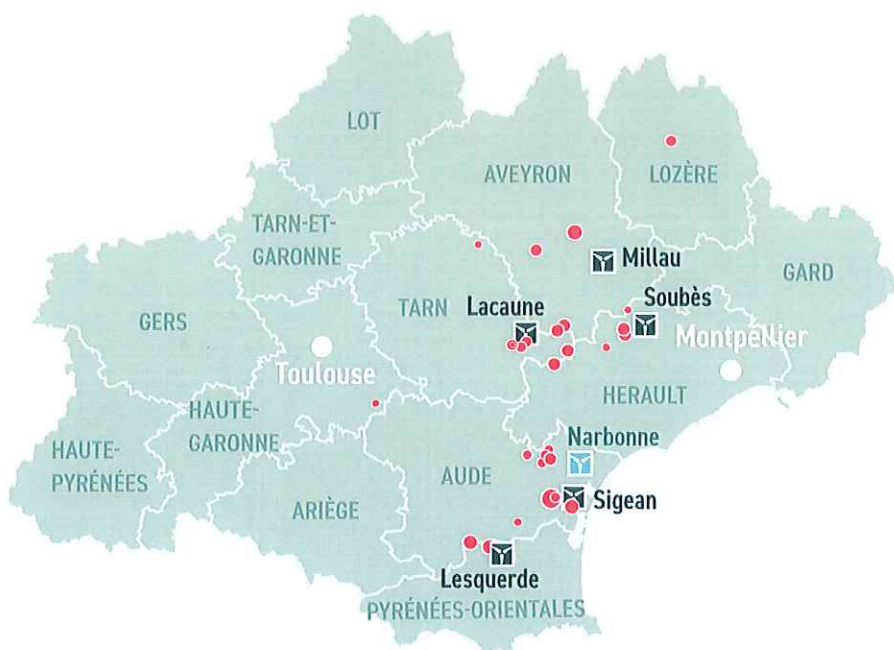 LOT
AVEYRON
LOZÈRE
TARN-ET-
GARONNE
Millau
GARD
GERS
TARN
Lacaune
Soubès
Montpellier
Toulouse
HERAULT
HAUTE-
GARONNE
Narbonne
HAUTE-
PYRÉNÉES
AUDE
ARIÈGE
Sigean
Lesquerde
PYRÉNÉES-ORIENTALES